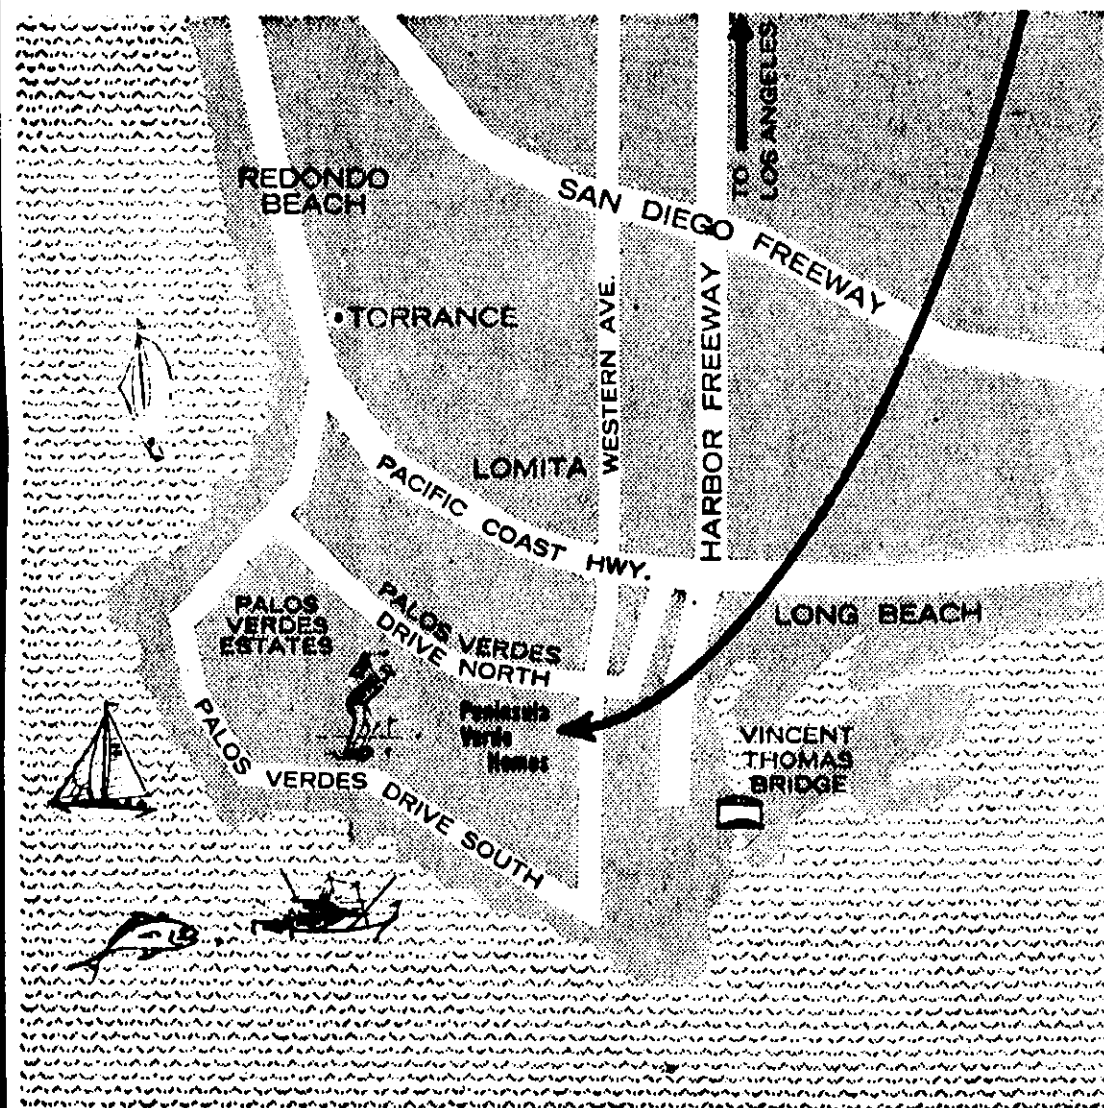 TO
LOS ANGELES
REDONDO
BEACH
SAN DIEGO FREEWAY
TORRANCE
WESTERN AVE.
HARBOR FREEWAY
LOMITA
PACIFIC COAST HWY.
PALOS
VERDES
ESTATES
PALOS VERDES
DRIVE NORTH
LONG BEACH
Peninsula
Verde
Homes
VINCENT
THOMAS
BRIDGE
PALOS VERDES DRIVE SOUTH